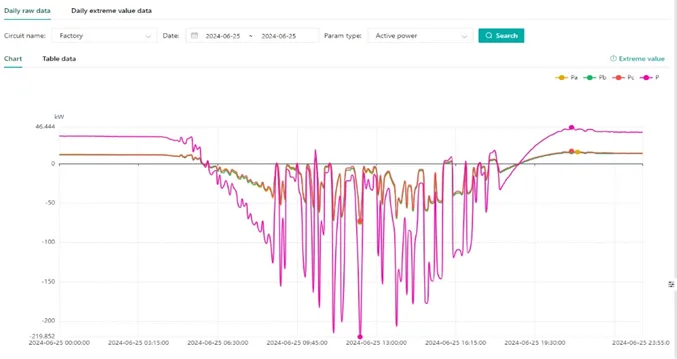 Daily raw data Daily extreme value data
Circuit name: Factory Date: 2024-06-25 ~ 2024-06-25 Param type: Active power Search
Chart Table data Extreme value
Pa Pb Pc P
kW
46.444
0
-50
-100
-150
-200
-219.852
2024-06-25 00:00:00 2024-06-25 03:15:00 2024-06-25 06:30:00 2024-06-25 09:45:00 2024-06-25 13:00:00 2024-06-25 16:15:00 2024-06-25 19:30:00 2024-06-25 23:55:0